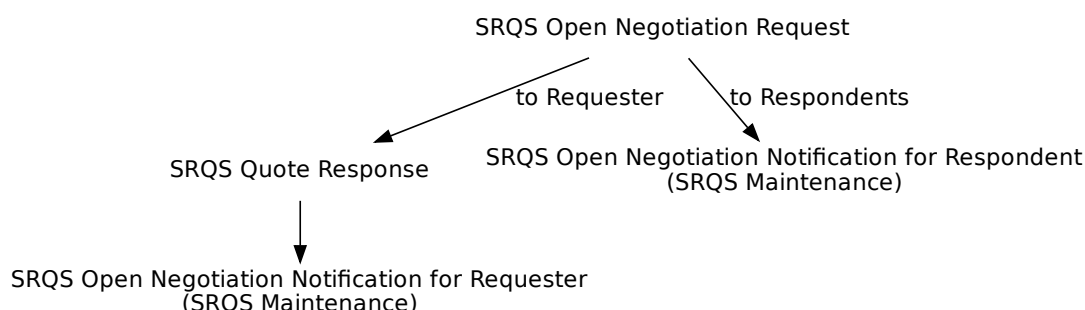 SRQS Open Negotiation Request
to Requester
to Respondents
SRQS Quote Response
SRQS Open Negotiation Notification for Respondent
(SRQS Maintenance)
SRQS Open Negotiation Notification for Requester
(SRQS Maintenance)